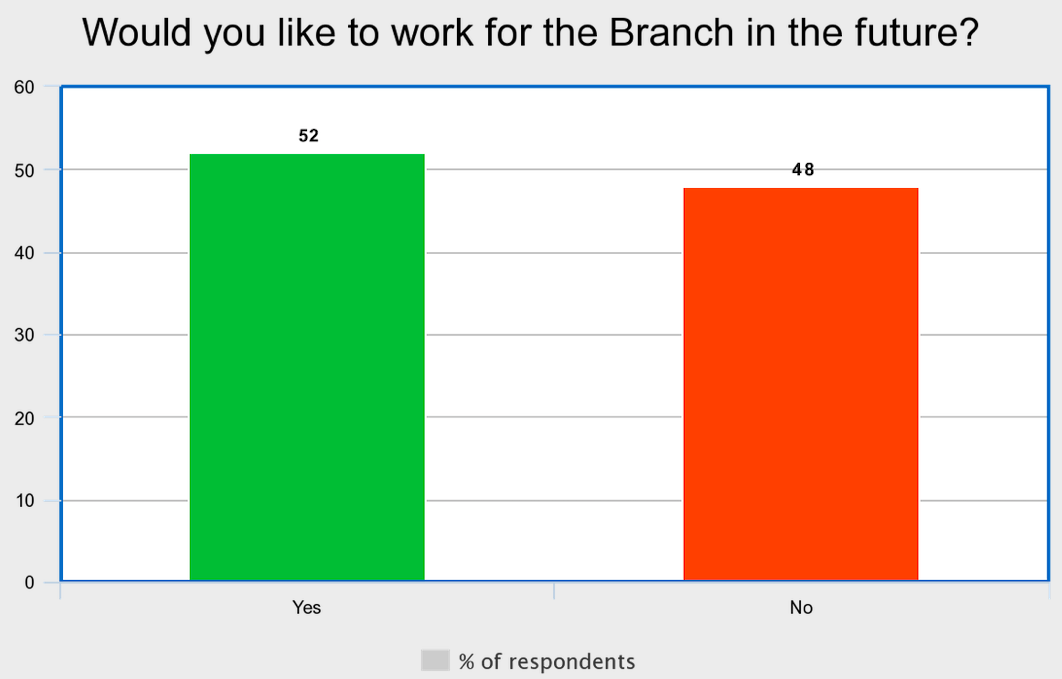 Would you like to work for the Branch in the future?
60
52
50
48
40
30
20
10
0
Yes
No
% of respondents